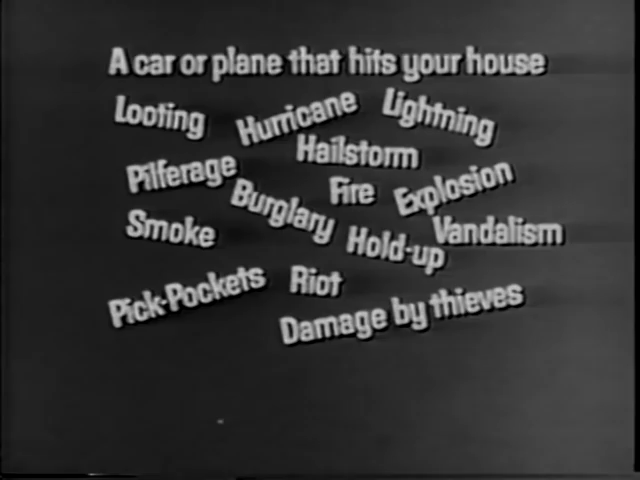 A car or plane that hits your house
Looting
Hurricane
Lightning
Hailstorm
Pilferage
Fire
Explosion
Burglary
Smoke
Hold-up
Vandalism
Pick-Pockets
Riot
Damage by thieves